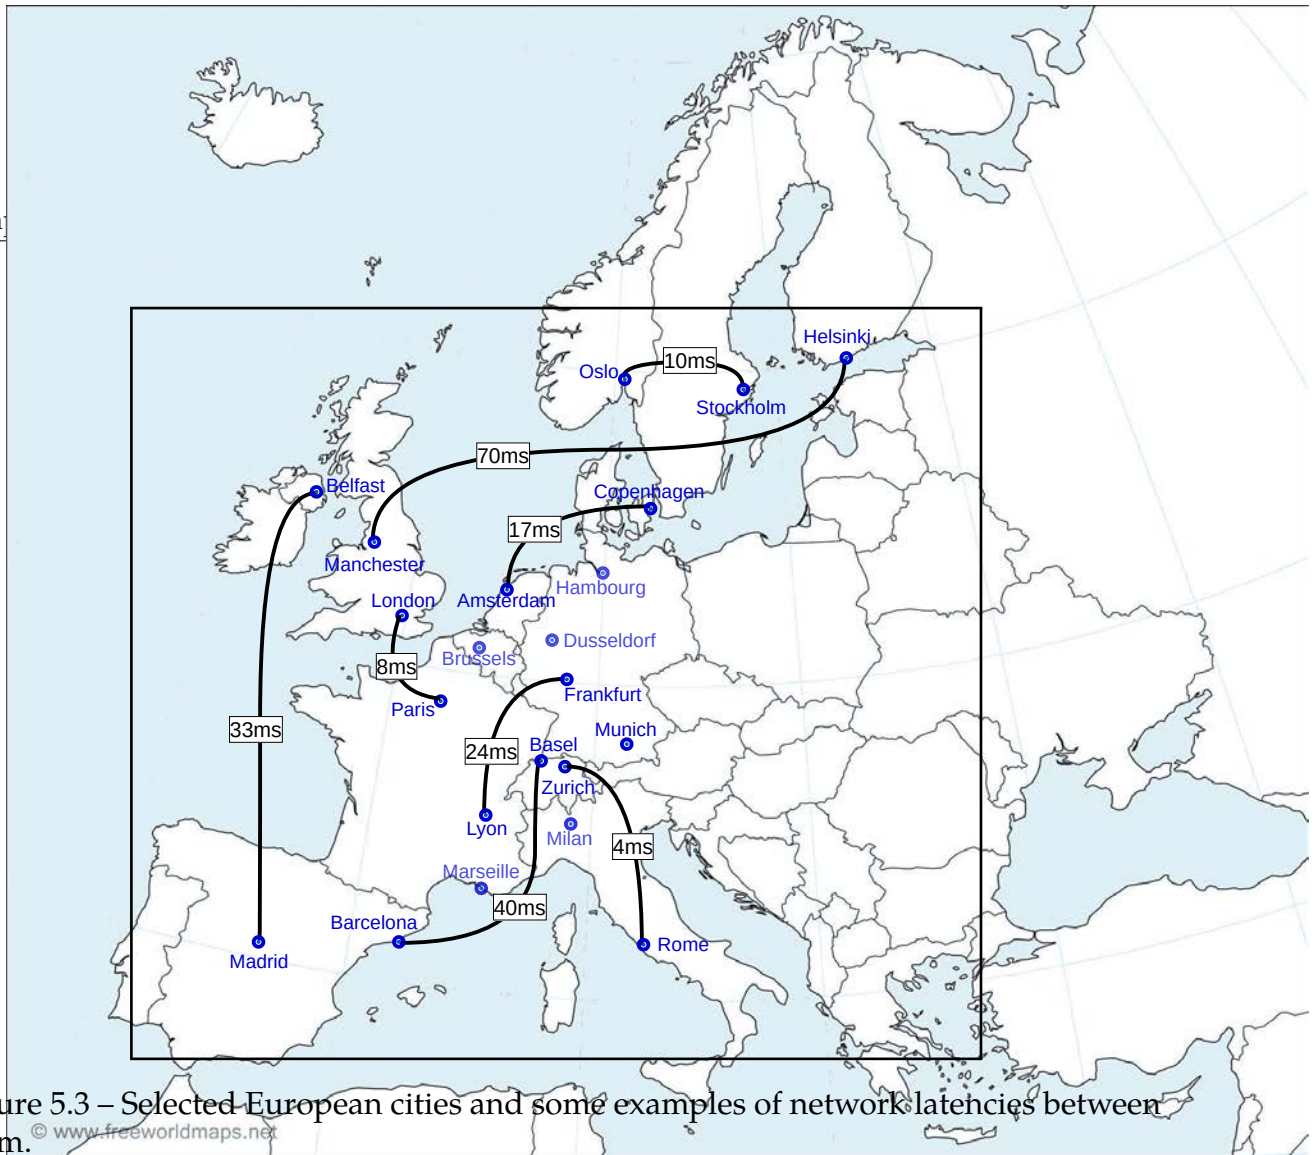 Helsinki
10ms
Oslo
Stockholm
70ms
Belfast
Copenhagen
17ms
Manchester
Hambourg
London
Amsterdam
Dusseldorf
Brussels
8ms
Frankfurt
Paris
33ms
Munich
24ms
Basel
Zurich
Lyon
Milan
4ms
Marseille
40ms
Barcelona
Rome
Madrid
ure 5.3 – Selected European cities and some examples of network latencies between
© www.freeworldmaps.net
m.